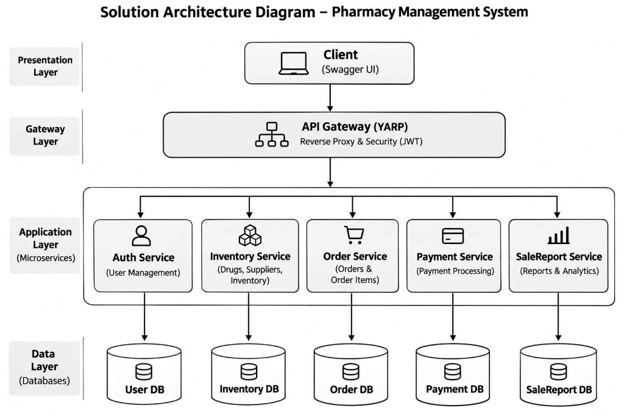 Solution Architecture Diagram – Pharmacy Management System
Presentation
Layer
Client
(Swagger UI)
Gateway
Layer
API Gateway (YARP)
Reverse Proxy & Security (JWT)
Application
Layer
(Microservices)
Auth Service
(User Management)
Inventory Service
(Drugs, Suppliers,
Inventory)
Order Service
(Orders &
Order Items)
Payment Service
(Payment Processing)
SaleReport Service
(Reports & Analytics)
Data
Layer
(Databases)
User DB
Inventory DB
Order DB
Payment DB
SaleReport DB